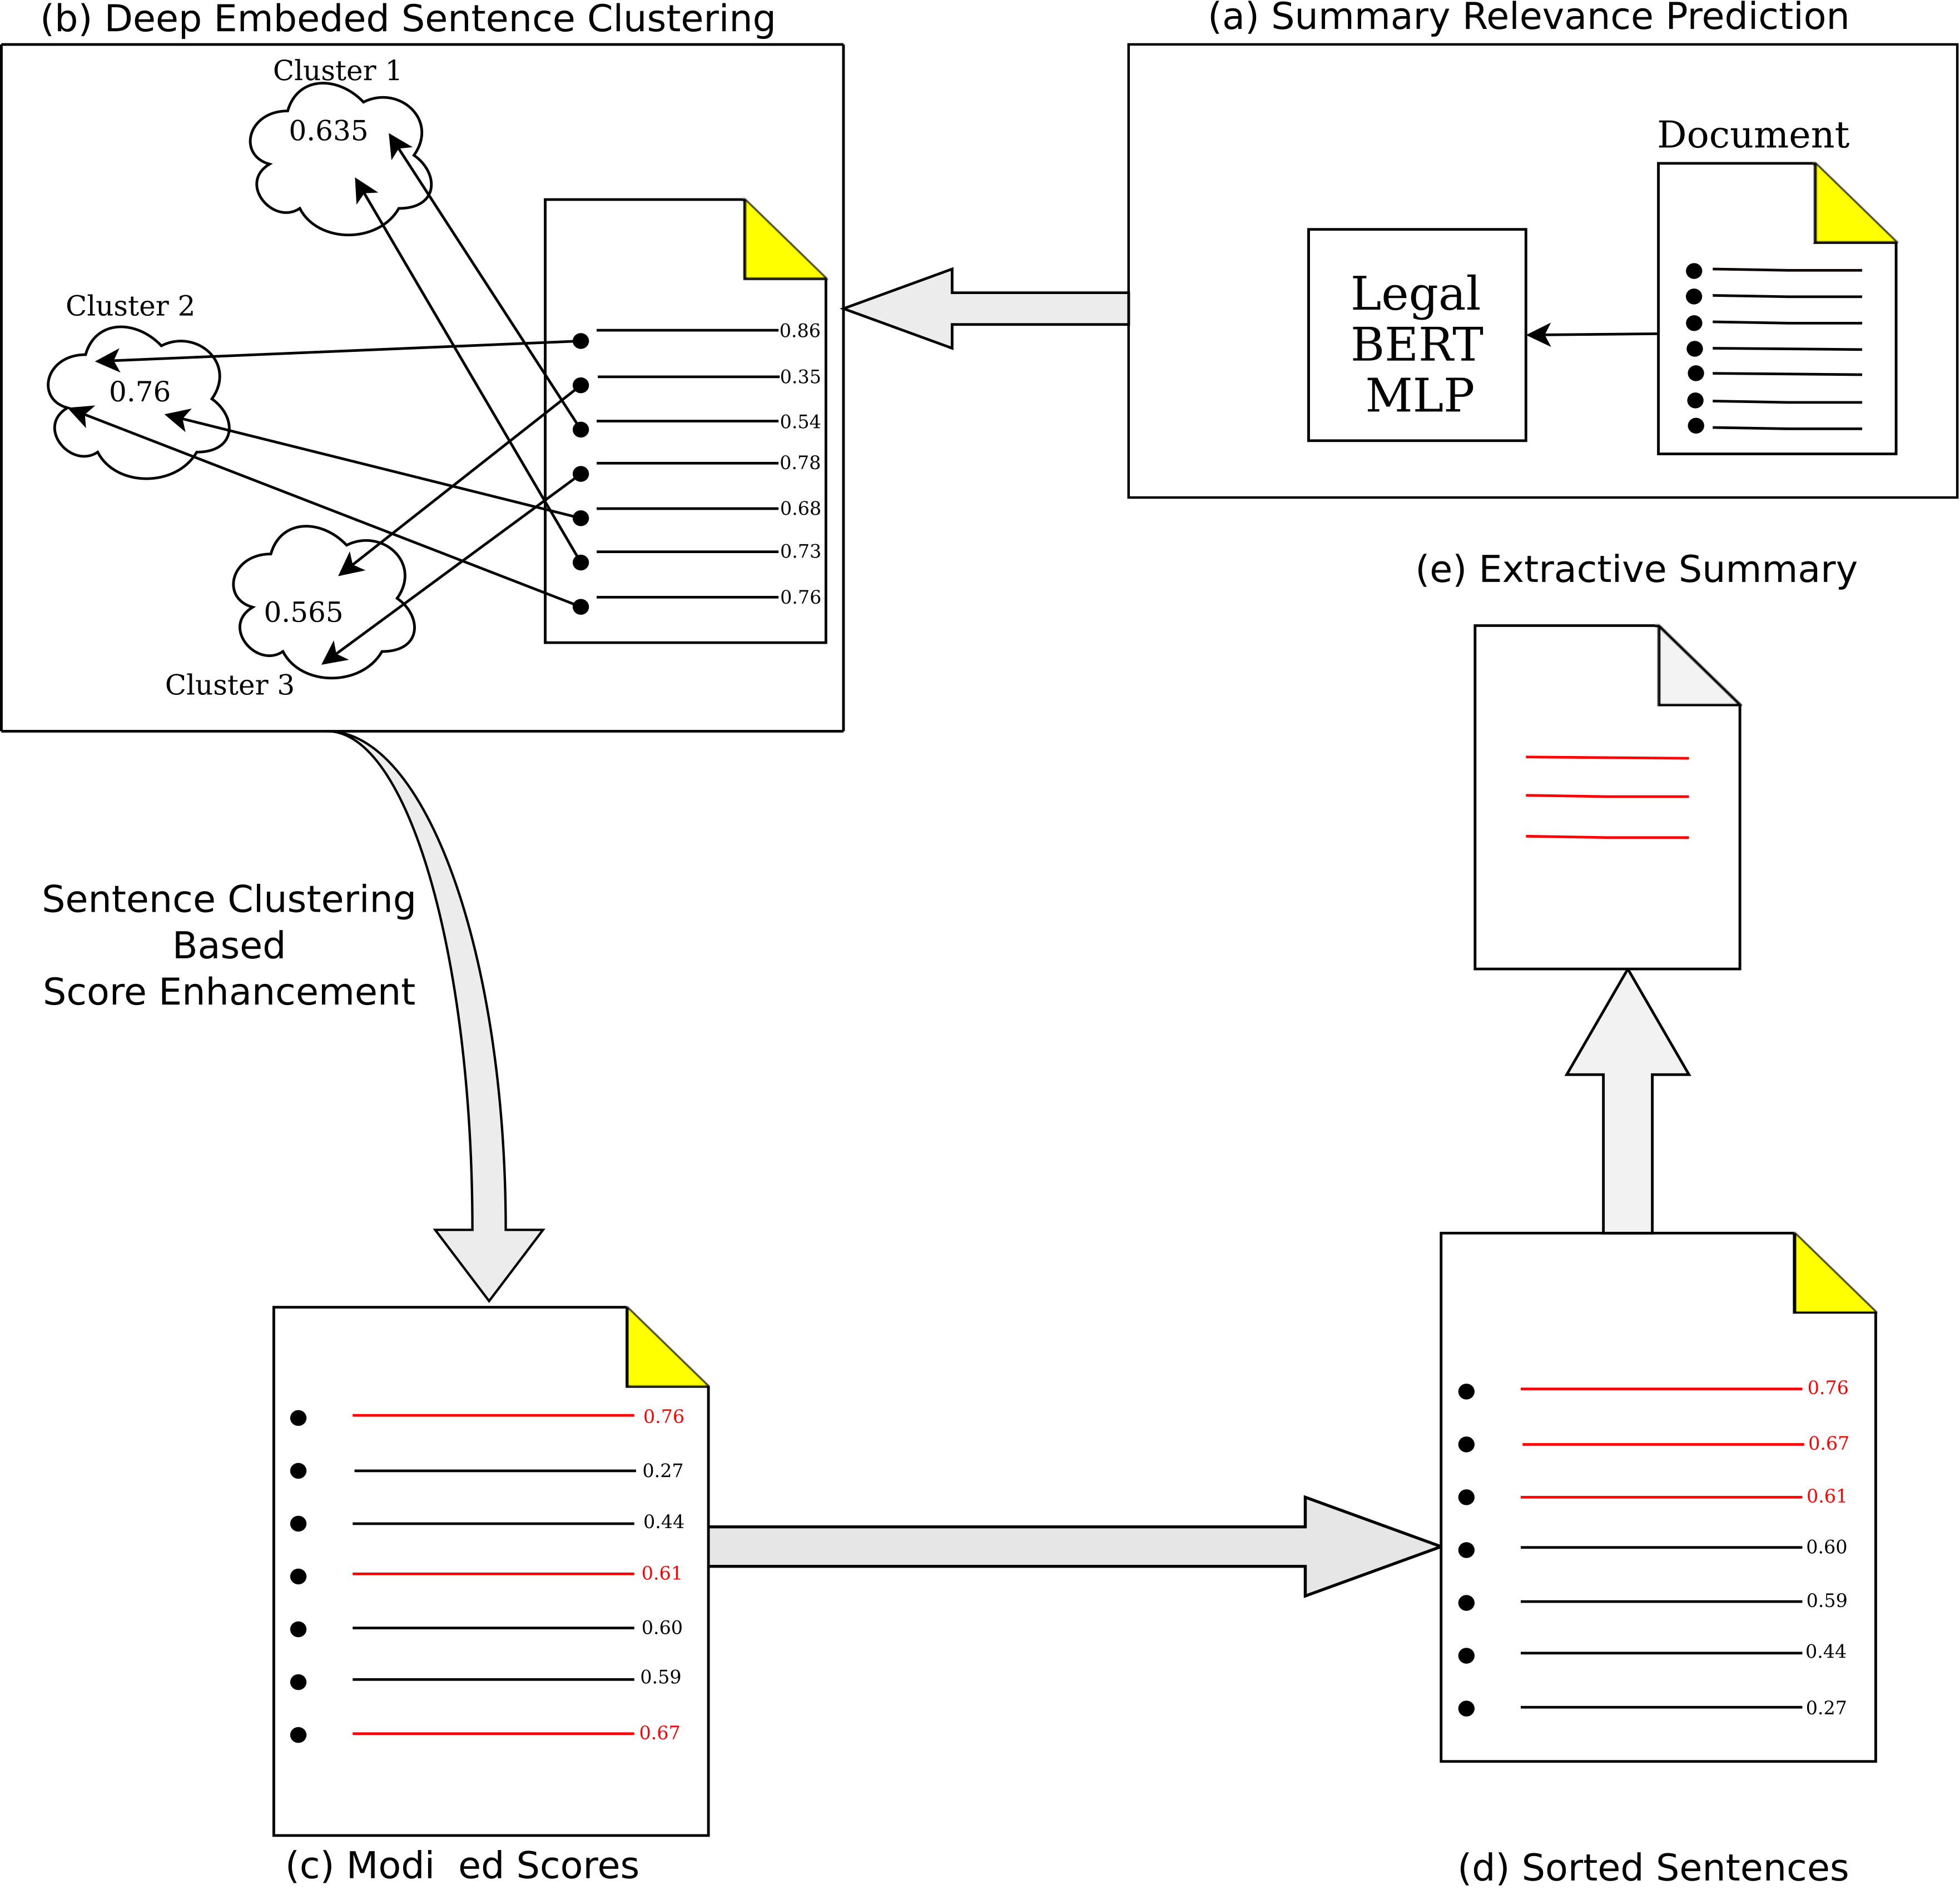 (b) Deep Embeded Sentence Clustering
Cluster 1
0.635
Cluster 2
0.76
0.565
Cluster 3
0.86
0.35
0.54
0.78
0.68
0.73
0.76
(a) Summary Relevance Prediction
Document
Legal
BERT
MLP
Sentence Clustering
Based
Score Enhancement
0.76
0.27
0.44
0.61
0.60
0.59
0.67
(c) Modi ed Scores
0.76
0.67
0.61
0.60
0.59
0.44
0.27
(d) Sorted Sentences
(e) Extractive Summary